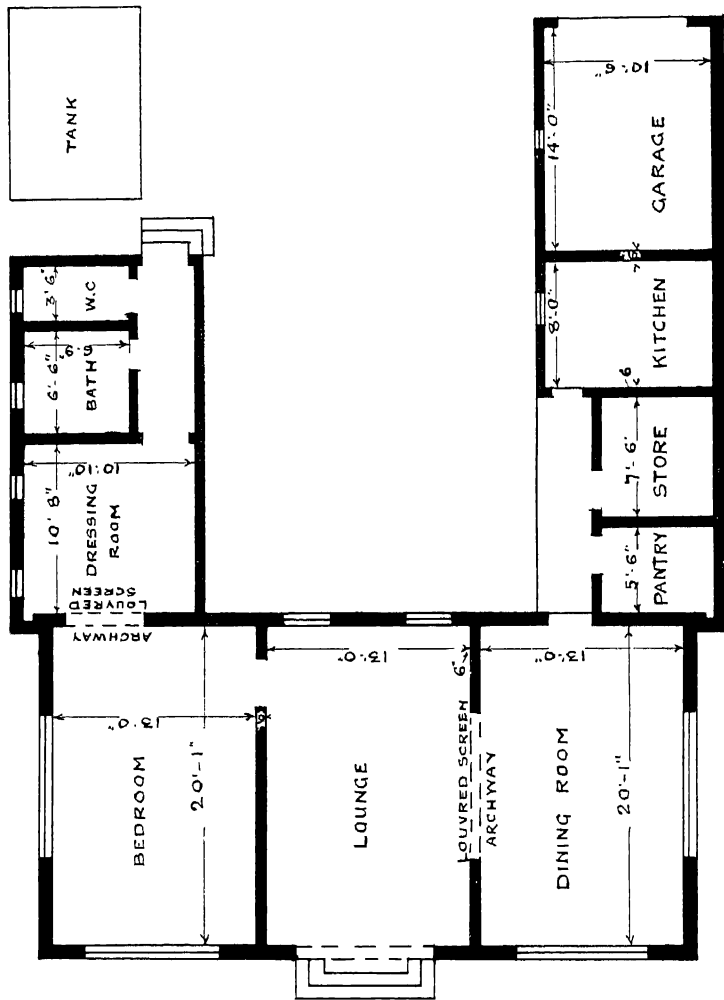 TANK
10'-6"
14'-0"
GARAGE
3' 6"
W.C
6'-6"
6'-9"
BATH
8'-0"
KITCHEN
6"
10'-10"
10' 8"
DRESSING
ROOM
LOUVRED
SCREEN
ARCHWAY
7'-6"
STORE
5'-6"
PANTRY
13'-0"
20'-1"
BEDROOM
13'-0"
LOUNGE
9"
LOUVRED SCREEN
ARCHWAY
13'-0"
DINING ROOM
20'-1"